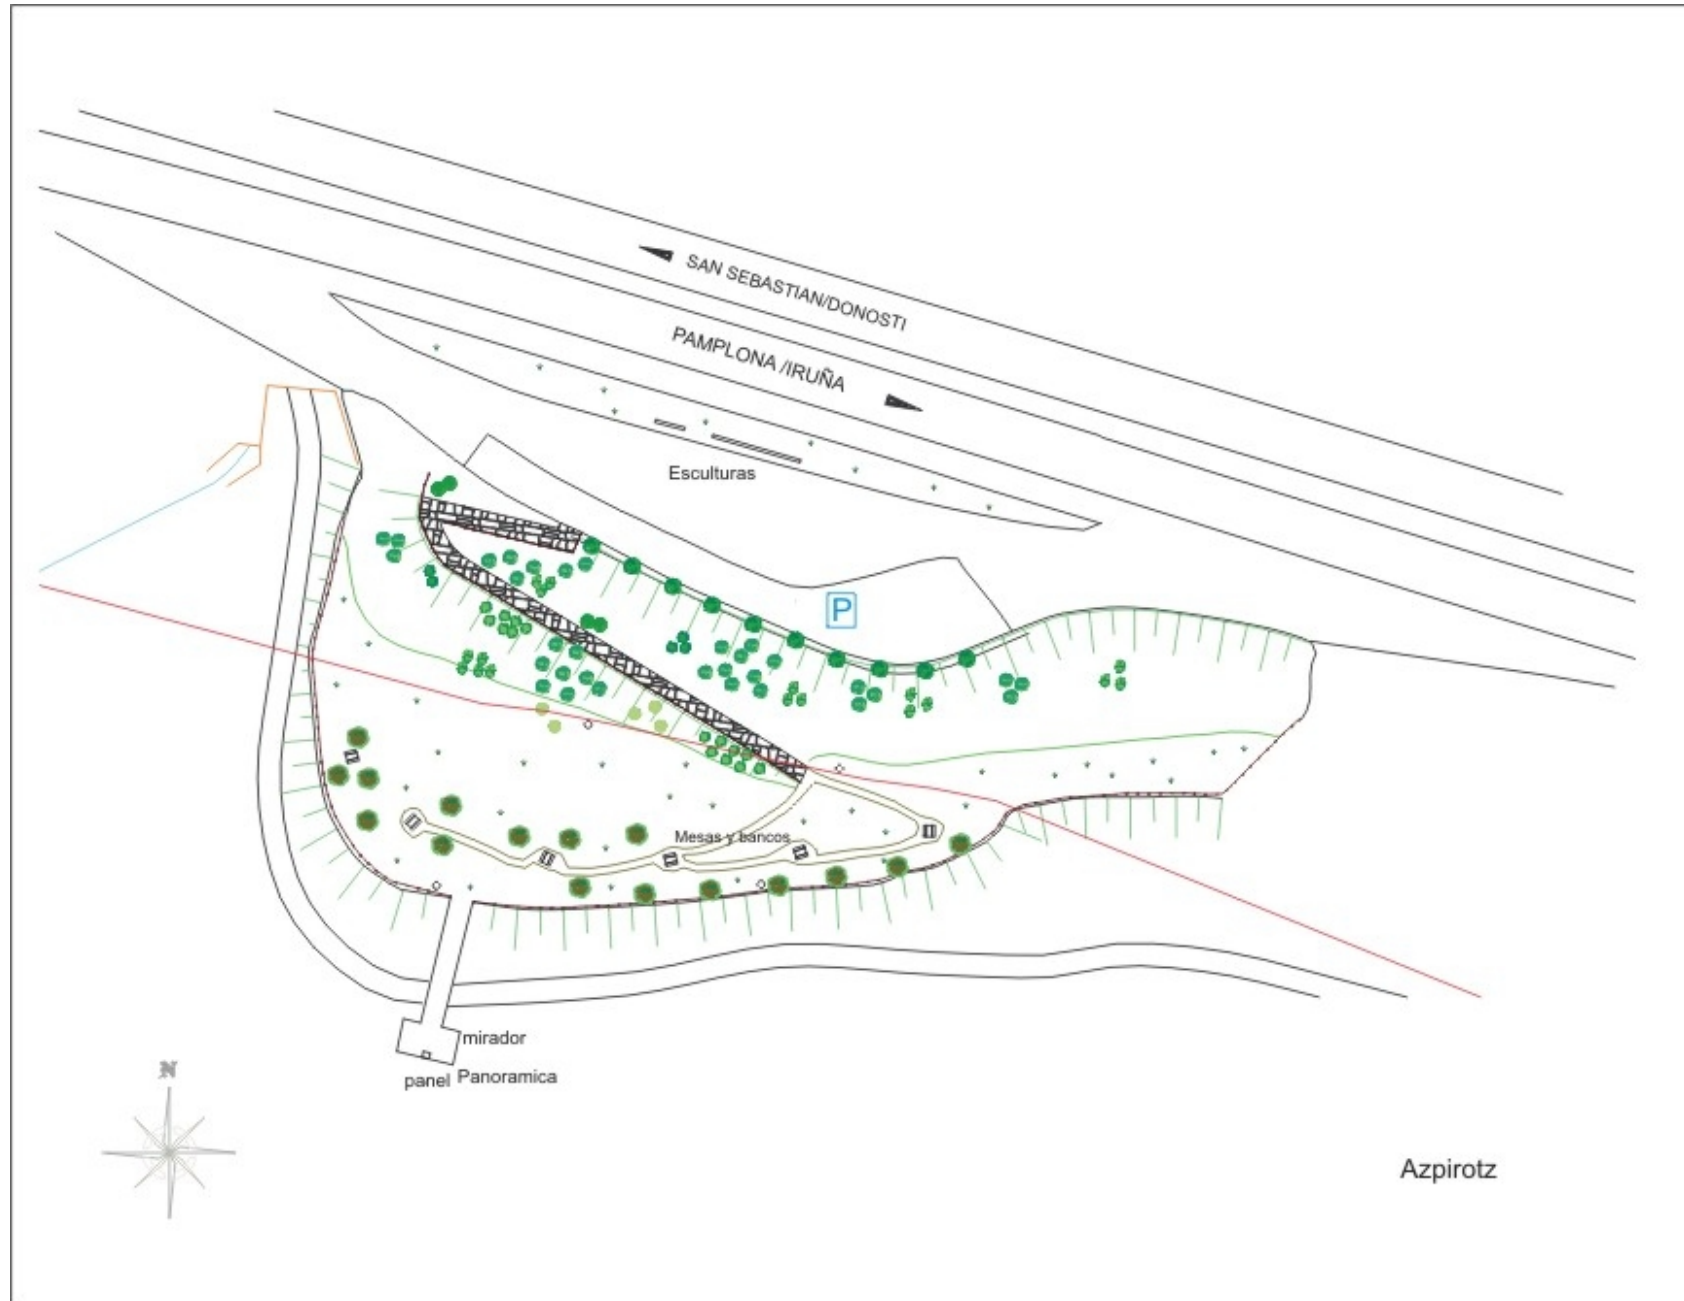 SAN SEBASTIAN/DONOSTI
PAMPLONA /IRUÑA
Esculturas
P
Mesas y bancos
mirador
panel Panoramica
N
Azpirotz